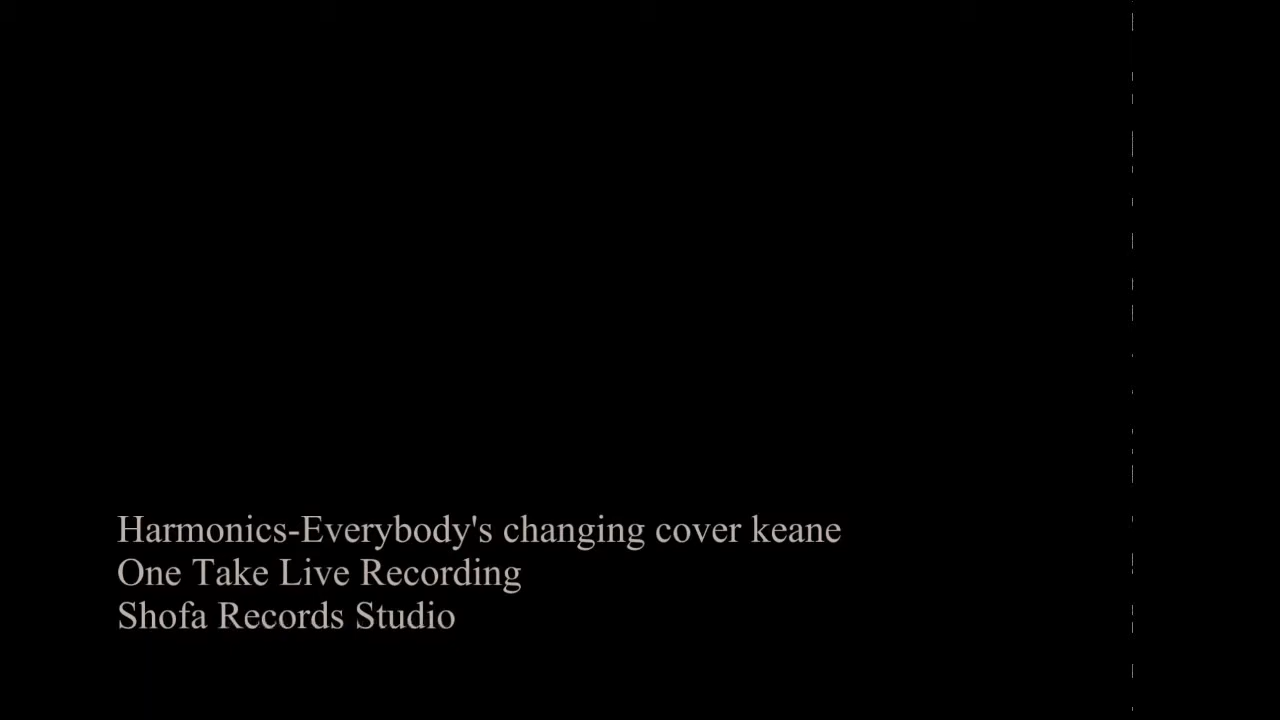 Harmonics-Everybody's changing cover keane
One Take Live Recording
Shofa Records Studio